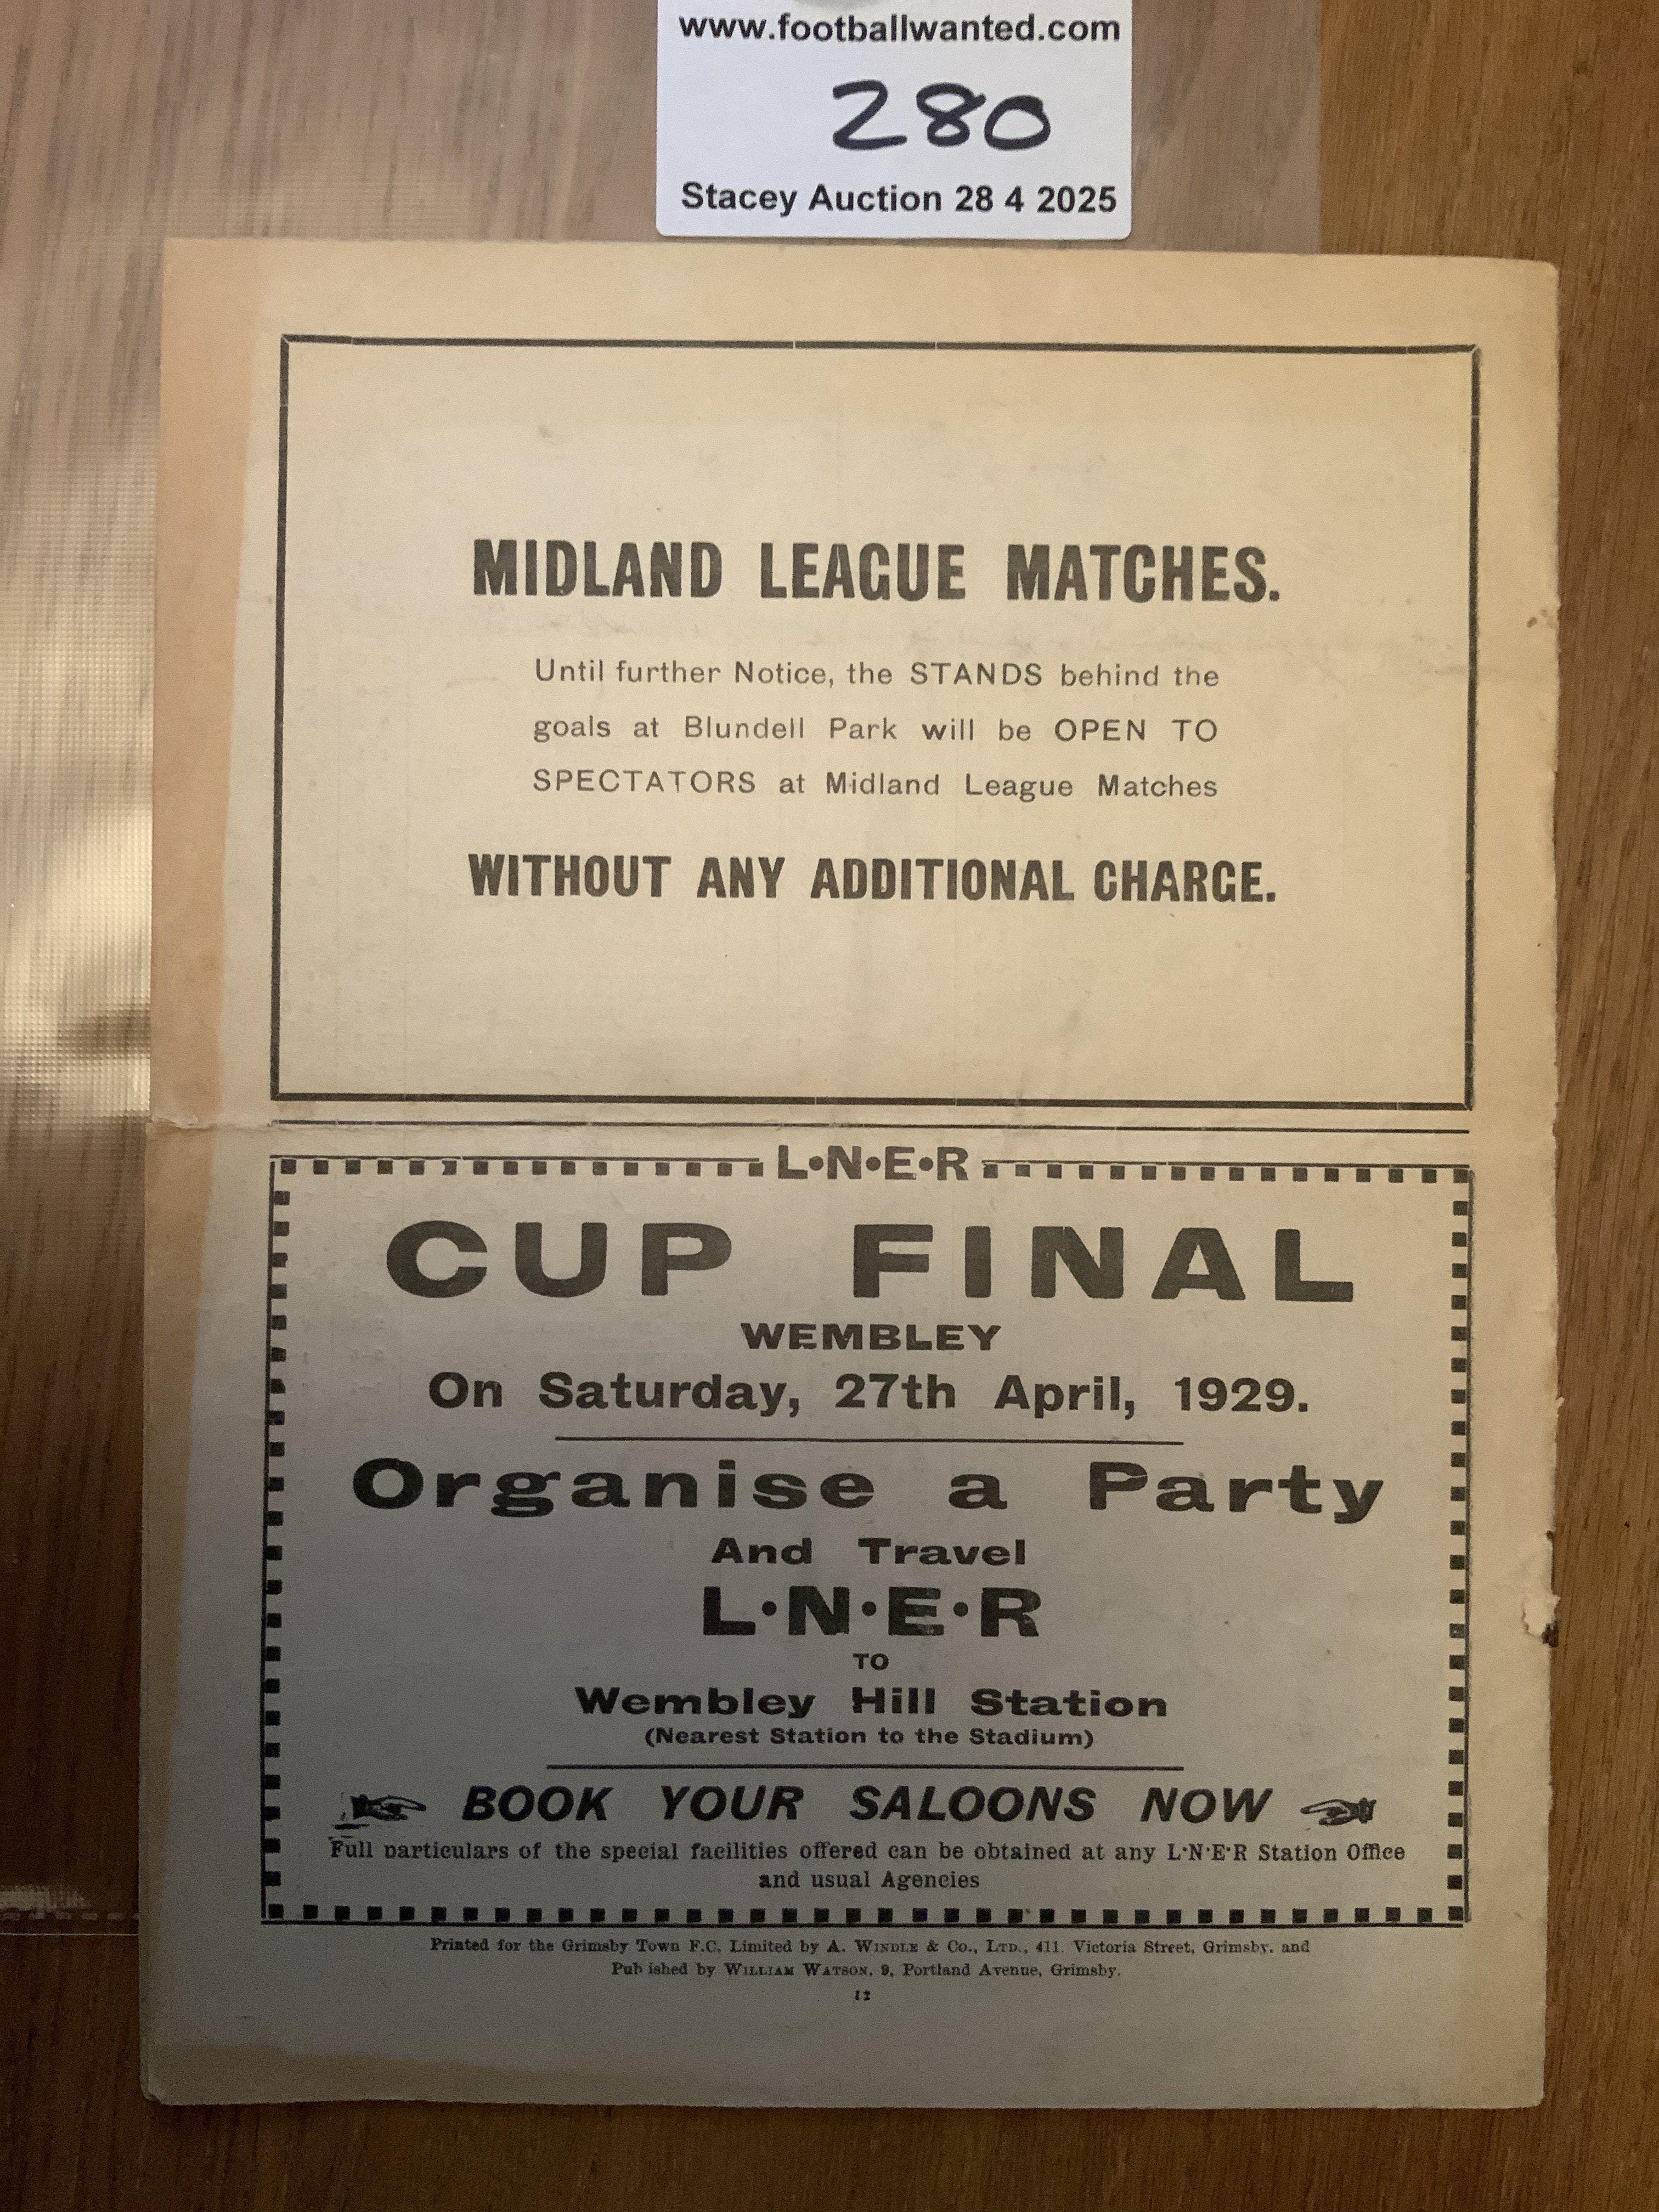 www.footballwanted.com
280
Stacey Auction 28 4 2025
MIDLAND LEAGUE MATCHES.
Until further Notice, the STANDS behind the
goals at Blundell Park will be OPEN TO
SPECTATORS at Midland League Matches
WITHOUT ANY ADDITIONAL CHARGE.
L•N•E•R
CUP FINAL
WEMBLEY
On Saturday, 27th April, 1929.
Organise a Party
And Travel
L·N·E·R
TO
Wembley Hill Station
(Nearest Station to the Stadium)
BOOK YOUR SALOONS NOW
Full particulars of the special facilities offered can be obtained at any L·N·E·R Station Office
and usual Agencies
Printed for the Grimsby Town F.C. Limited by A. WINDLE & Co., LTD., 411. Victoria Street, Grimsby. and
Pub ished by WILLIAM WATSON, 9, Portland Avenue, Grimsby.
12